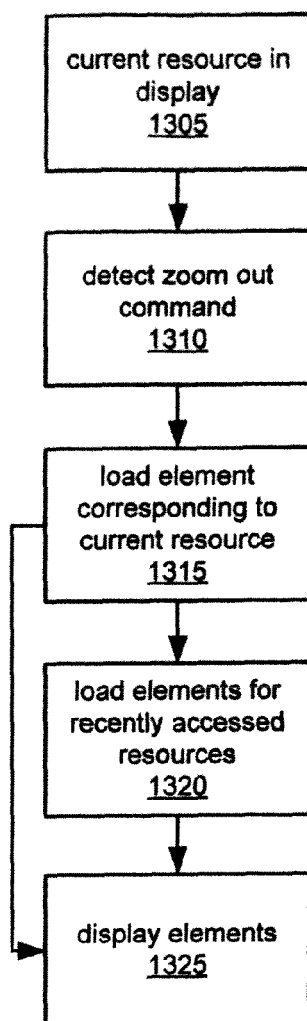 current resource in
display
1305
detect zoom out
command
1310
load element
corresponding to
current resource
1315
load elements for
recently accessed
resources
1320
display elements
1325